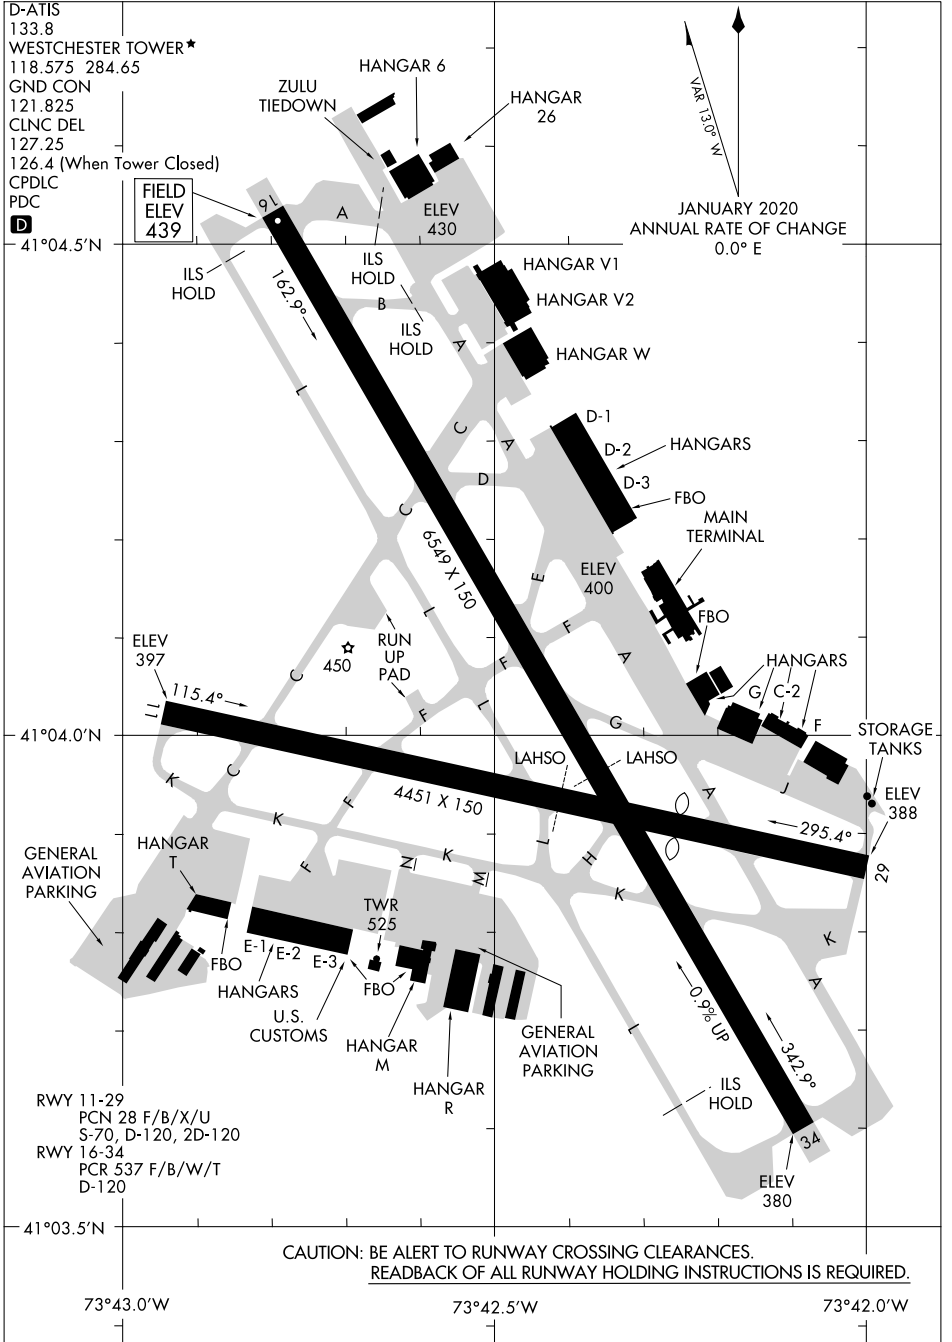 D-ATIS
133.8
WESTCHESTER TOWER
118.575 284.65
GND CON
121.825
CLNC DEL
127.25
126.4 (When Tower Closed)
CPDLC
PDC
D
FIELD
ELEV
439
41°04.5'N
ZULU
TIEDOWN
HANGAR 6
HANGAR
26
VAR 13.0° W
JANUARY 2020
ANNUAL RATE OF CHANGE
0.0° E
16
A
ELEV
430
ILS
HOLD
ILS
HOLD
162.9°
B
ILS
HOLD
A
HANGAR V1
HANGAR V2
HANGAR W
L
C
A
D
C
D-1
D-2
D-3
HANGARS
FBO
MAIN
TERMINAL
6549 X 150
E
ELEV
400
L
F
F
A
FBO
ELEV
397
450
RUN
UP
PAD
C
HANGARS
G
C-2
F
115.4°
11
F
L
G
STORAGE
TANKS
41°04.0'N
LAHSO
LAHSO
K
C
F
4451 X 150
A
J
ELEV
388
295.4°
29
K
HANGAR
T
F
N
K
M
L
H
K
GENERAL
AVIATION
PARKING
TWR
525
K
A
FBO
E-1
E-2
E-3
HANGARS
U.S.
CUSTOMS
FBO
HANGAR
M
HANGAR
R
GENERAL
AVIATION
PARKING
L
0.9% UP
342.9°
ILS
HOLD
34
ELEV
380
RWY 11-29
PCN 28 F/B/X/U
S-70, D-120, 2D-120
RWY 16-34
PCR 537 F/B/W/T
D-120
41°03.5'N
CAUTION: BE ALERT TO RUNWAY CROSSING CLEARANCES.
READBACK OF ALL RUNWAY HOLDING INSTRUCTIONS IS REQUIRED.
73°43.0'W
73°42.5'W
73°42.0'W